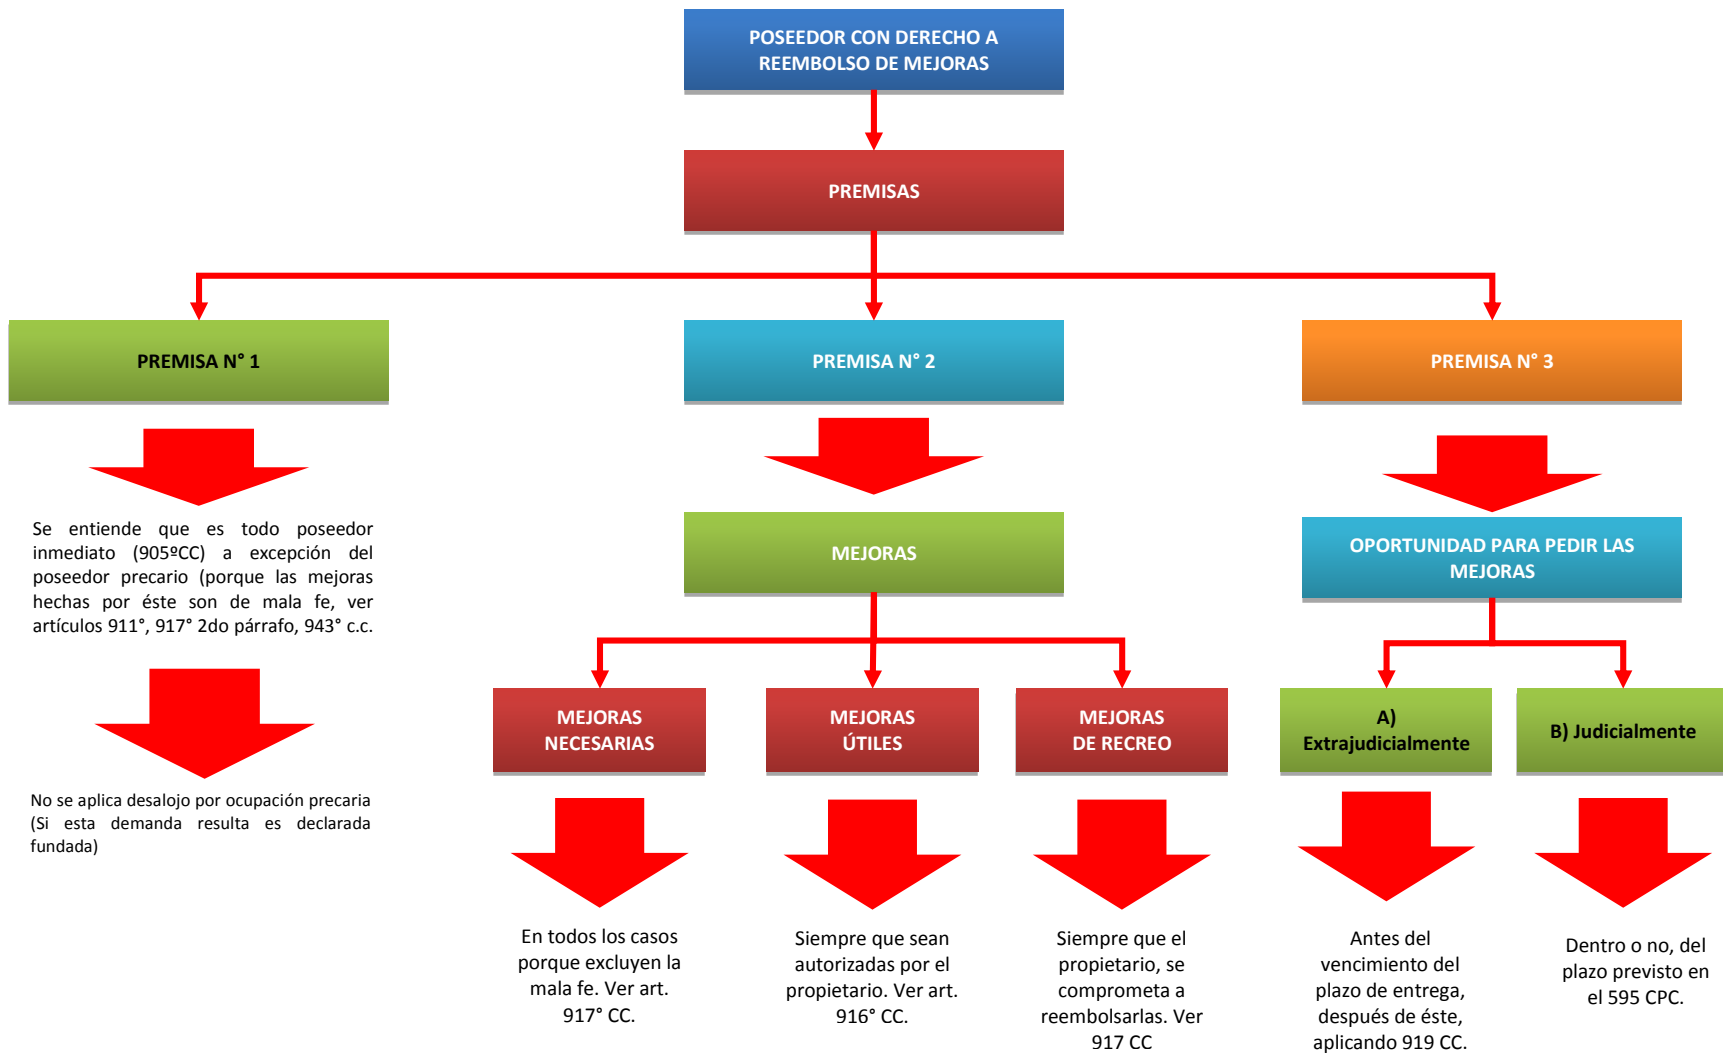 POSEEDOR CON DERECHO A
REEMBOLSO DE MEJORAS
PREMISAS
PREMISA N° 1
PREMISA N° 2
PREMISA N° 3
Se entiende que es todo poseedor
inmediato (905ºCC) a excepción del
poseedor precario (porque las mejoras
hechas por éste son de mala fe, ver
artículos 911°, 917° 2do párrafo, 943° c.c.
No se aplica desalojo por ocupación precaria
(Si esta demanda resulta es declarada
fundada)
MEJORAS
MEJORAS
NECESARIAS
MEJORAS
ÚTILES
MEJORAS
DE RECREO
En todos los casos
porque excluyen la
mala fe. Ver art.
917° CC.
Siempre que sean
autorizadas por el
propietario. Ver art.
916° CC.
Siempre que el
propietario, se
comprometa a
reembolsarlas. Ver
917 CC
OPORTUNIDAD PARA PEDIR LAS
MEJORAS
A)
Extrajudicialmente
B) Judicialmente
Antes del
vencimiento del
plazo de entrega,
después de éste,
aplicando 919 CC.
Dentro o no, del
plazo previsto en
el 595 CPC.